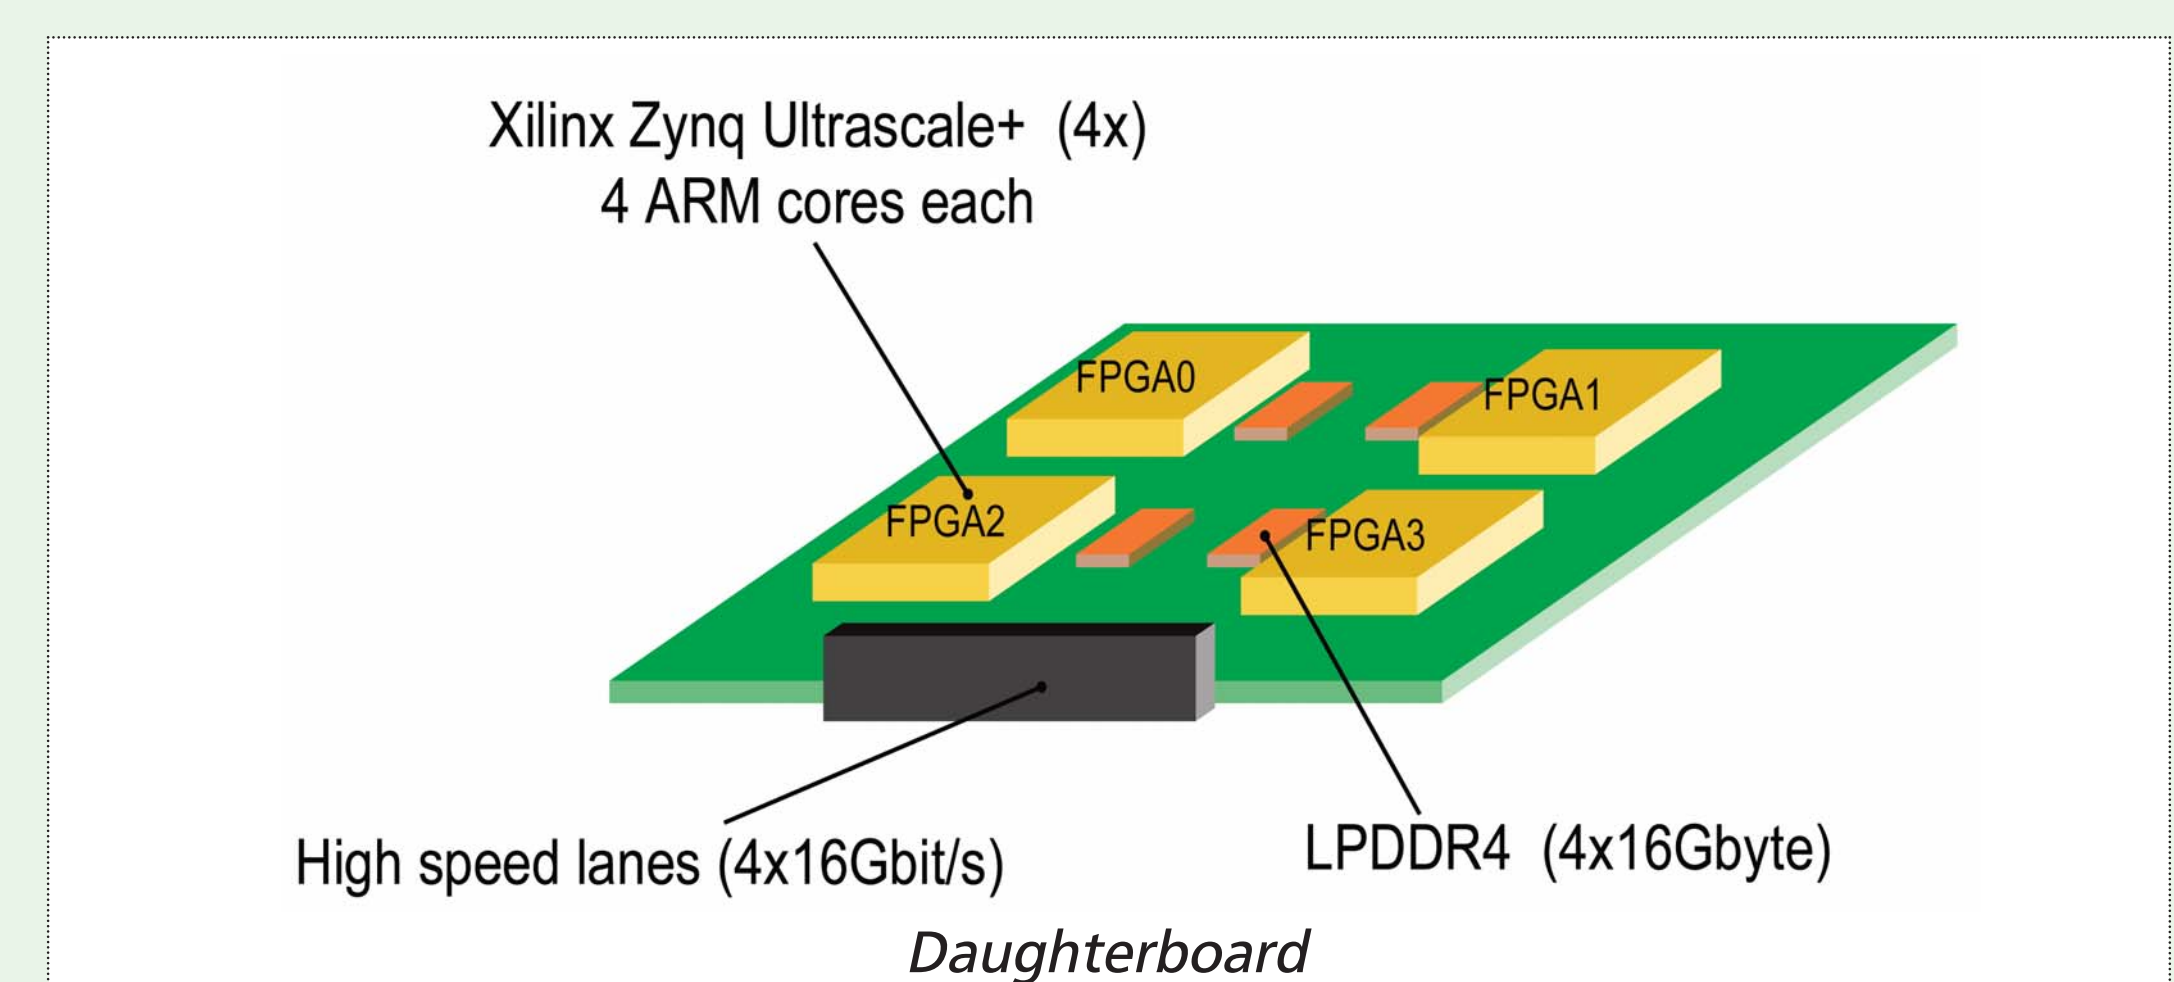 Xilinx Zynq Ultrascale+ (4x)
4 ARM cores each
FPGA0
FPGA1
FPGA2
FPGA3
High speed lanes (4x16Gbit/s)
LPDDR4 (4x16Gbyte)
Daughterboard